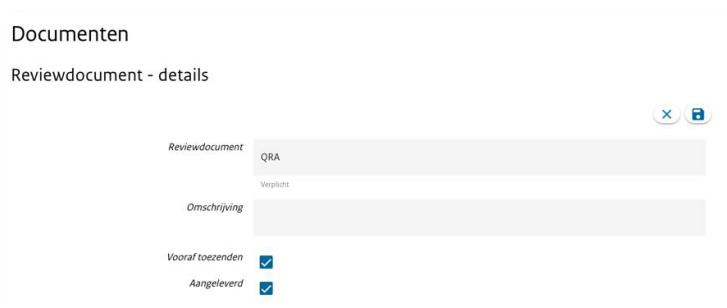 Documenten
Reviewdocument - details
Reviewdocument
QRA
Verplicht
Omschrijving
Vooraf toezenden
Aangeleverd